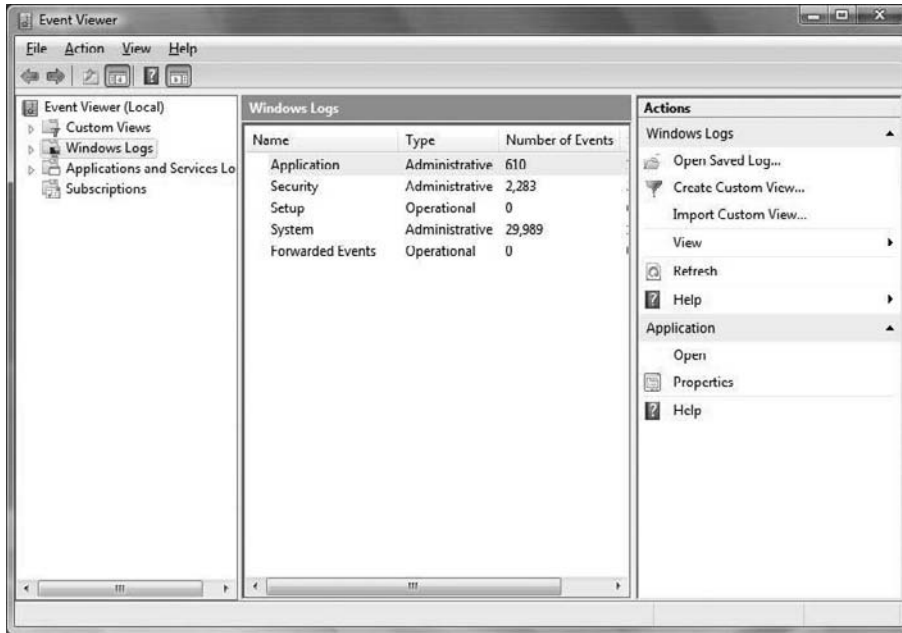 Event Viewer
File Action View Help
Event Viewer (Local)
Custom Views
Windows Logs
Applications and Services Lo
Subscriptions
Windows Logs
Name Type Number of Events
Application Administrative 610
Security Administrative 2,283
Setup Operational 0
System Administrative 29,989
Forwarded Events Operational 0
Actions
Windows Logs
Open Saved Log...
Create Custom View...
Import Custom View...
View
Refresh
Help
Application
Open
Properties
Help